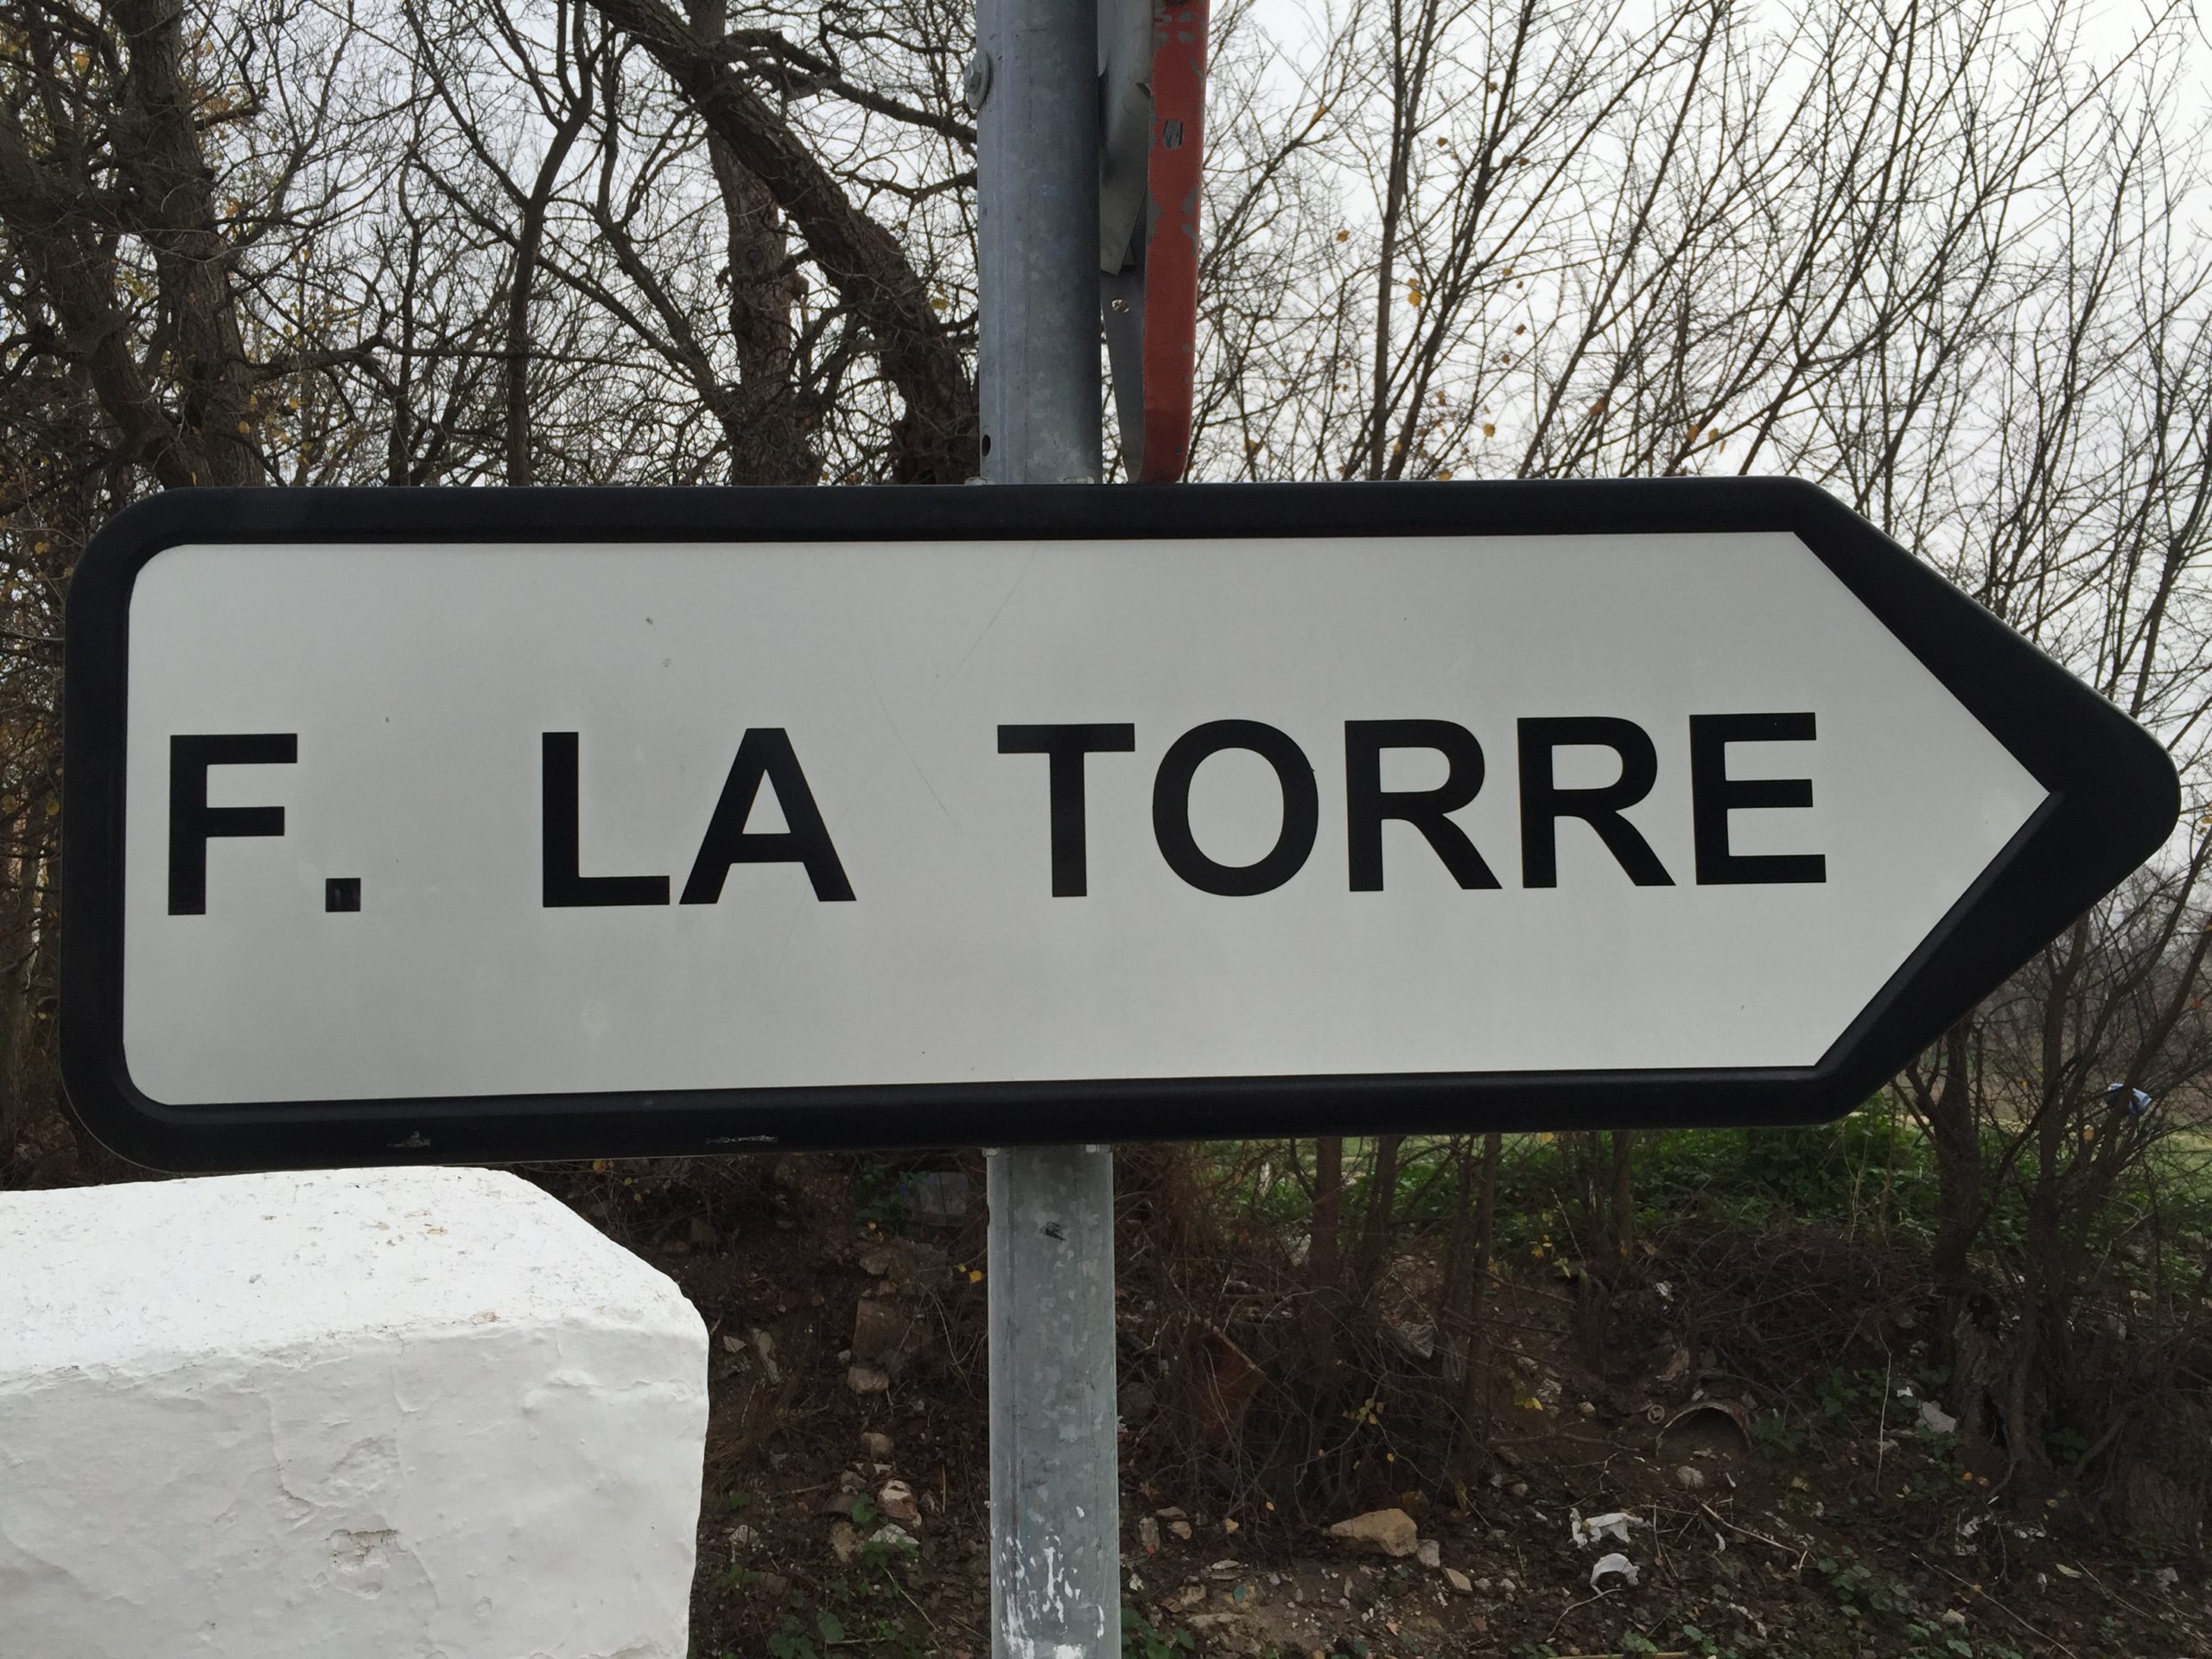 F. LA TORRE